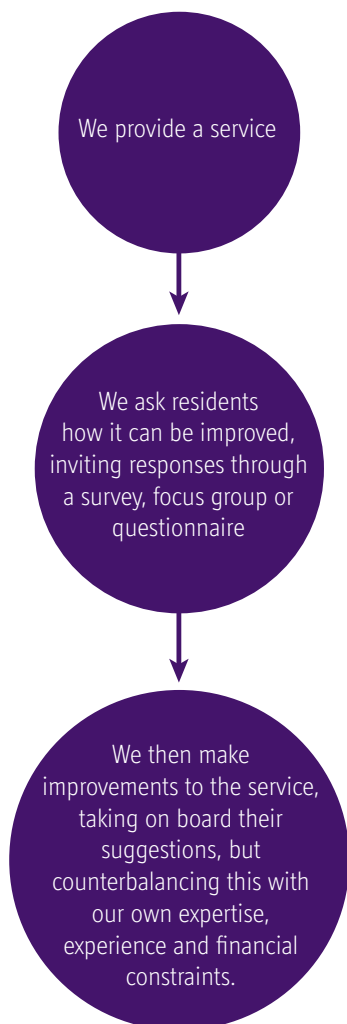 We provide a service
We ask residents
how it can be improved,
inviting responses through
a survey, focus group or
questionnaire
We then make
improvements to the service,
taking on board their
suggestions, but
counterbalancing this with
our own expertise,
experience and financial
constraints.